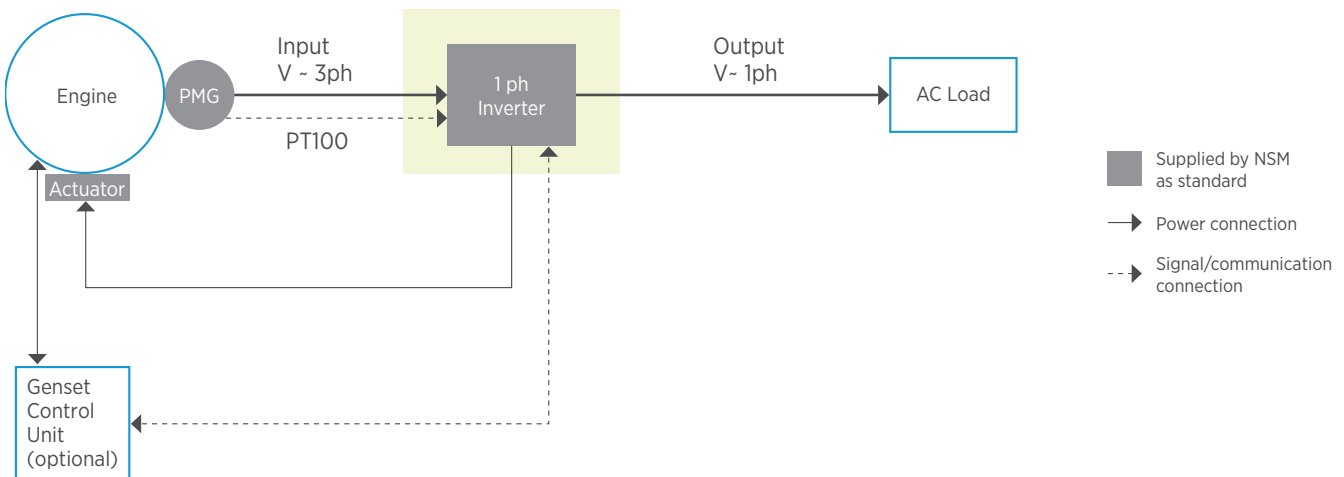 Engine
PMG
Actuator
Input
V ~ 3ph
PT100
1 ph
Inverter
Output
V~ 1ph
AC Load
Genset
Control
Unit
(optional)
Supplied by NSM
as standard
Power connection
Signal/communication
connection